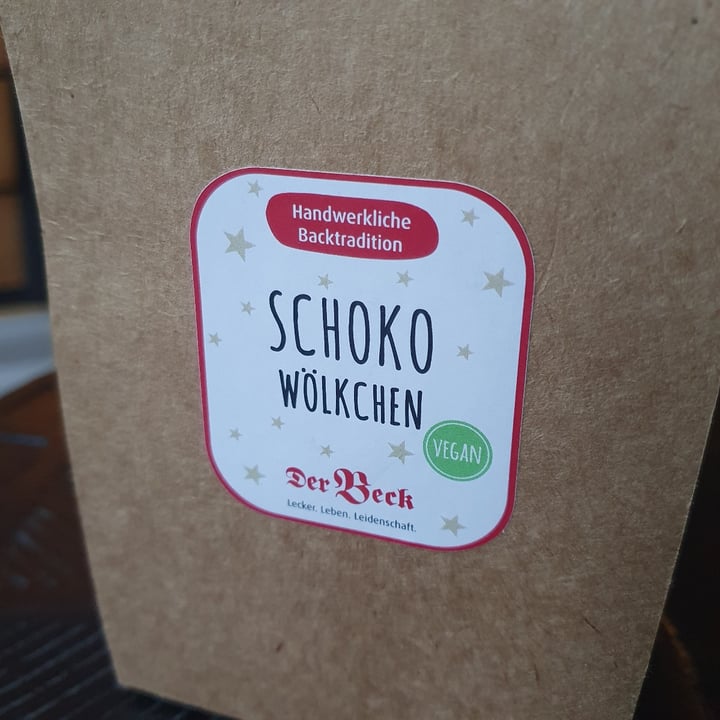 Handwerkliche
Backtradition
SCHOKO
WÖLKCHEN
VEGAN
Der Beck
Lecker. Leben. Leidenschaft.